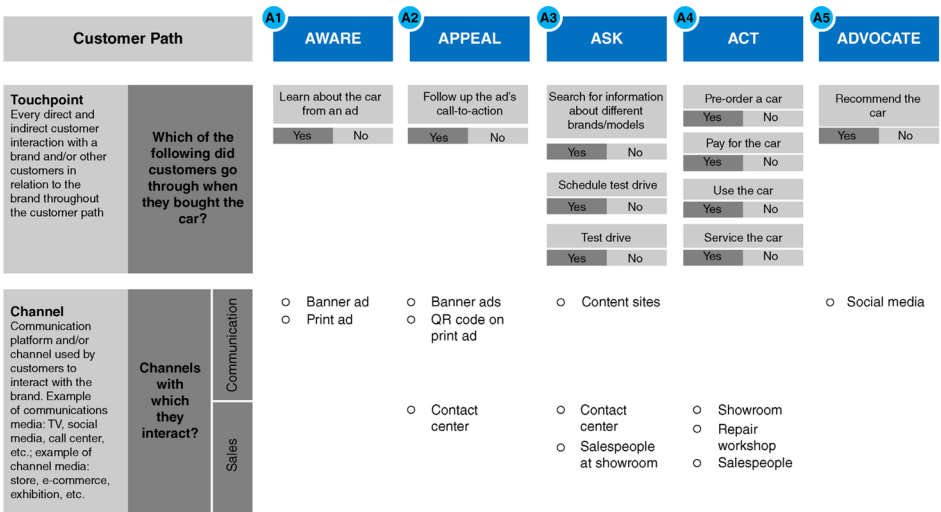 A1
A2
A3
A4
A5
Customer Path
AWARE
APPEAL
ASK
ACT
ADVOCATE
Touchpoint
Every direct and
indirect customer
interaction with a
brand and/or other
customers in
relation to the
brand throughout
the customer path
Which of the
following did
customers go
through when
they bought the
car?
Learn about the car
from an ad
Yes No
Follow up the ad's
call-to-action
Yes No
Search for information
about different
brands/models
Yes No
Schedule test drive
Yes No
Test drive
Yes No
Pre-order a car
Yes No
Pay for the car
Yes No
Use the car
Yes No
Service the car
Yes No
Recommend the
car
Yes No
Channel
Communication
platform and/or
channel used by
customers to
interact with the
brand. Example
of communications
media: TV, social
media, call center,
etc.; example of
channel media:
store, e-commerce,
exhibition, etc.
Channels
with
which
they
interact?
Communication
Banner ad
Print ad
Banner ads
QR code on
print ad
Content sites
Social media
Sales
Contact
center
Contact
center
Salespeople
at showroom
Showroom
Repair
workshop
Salespeople